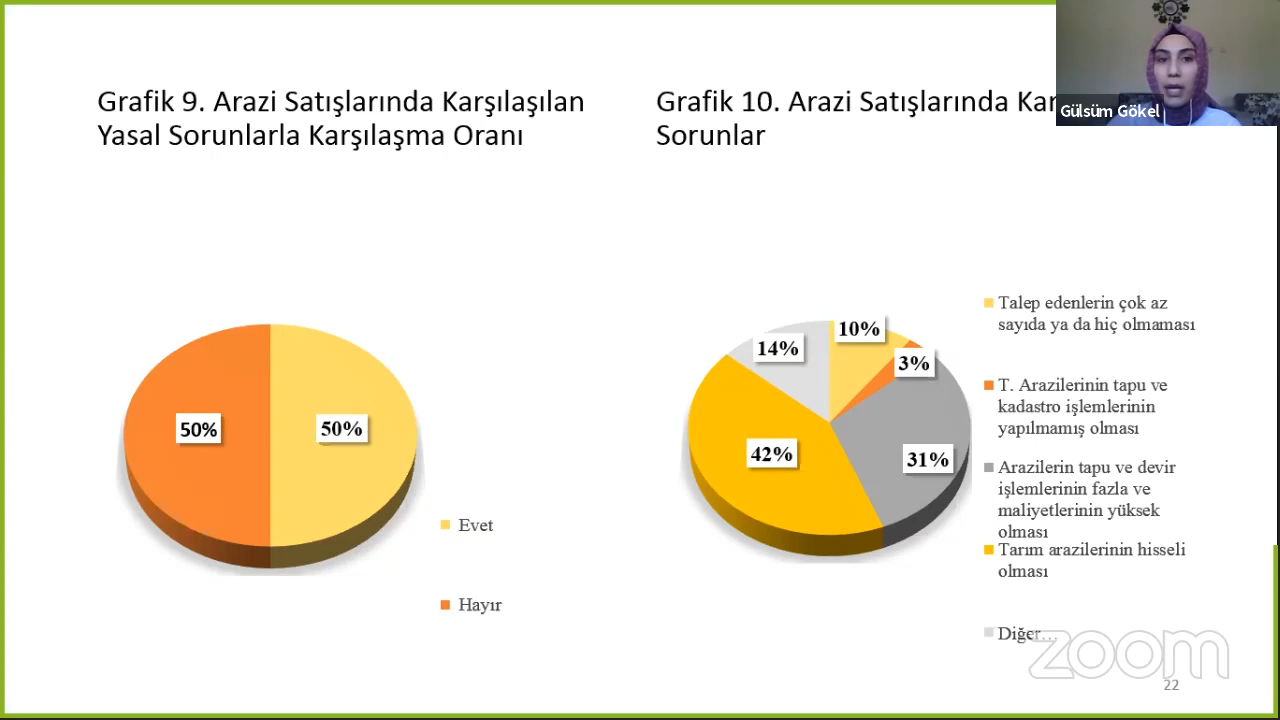 Grafik 9. Arazi Satışlarında Karşılaşılan
Yasal Sorunlarla Karşılaşma Oranı
50%
50%
Evet
Hayır
Grafik 10. Arazi Satışlarında
Sorunlar
Gülsüm Gökel
10%
3%
14%
42%
31%
Talep edenlerin çok az
sayıda ya da hiç olmaması
T. Arazilerinin tapu ve
kadastro işlemlerinin
yapılmamış olması
Arazilerin tapu ve devir
işlemlerinin fazla ve
maliyetlerinin yüksek
olması
Tarım arazilerinin hisseli
olması
Diğer…
zoom
22